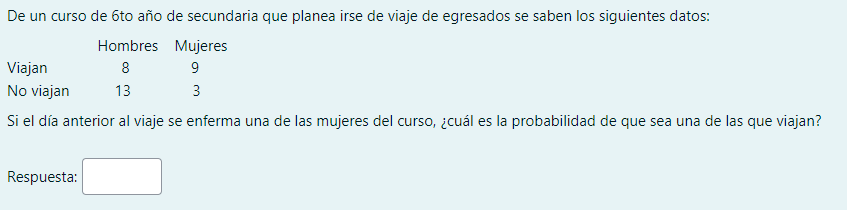 De un curso de 6to año de secundaria que planea irse de viaje de egresados se saben los siguientes datos:
Hombres Mujeres
Viajan 8 9
No viajan 13 3
Si el día anterior al viaje se enferma una de las mujeres del curso, ¿cuál es la probabilidad de que sea una de las que viajan?
Respuesta: